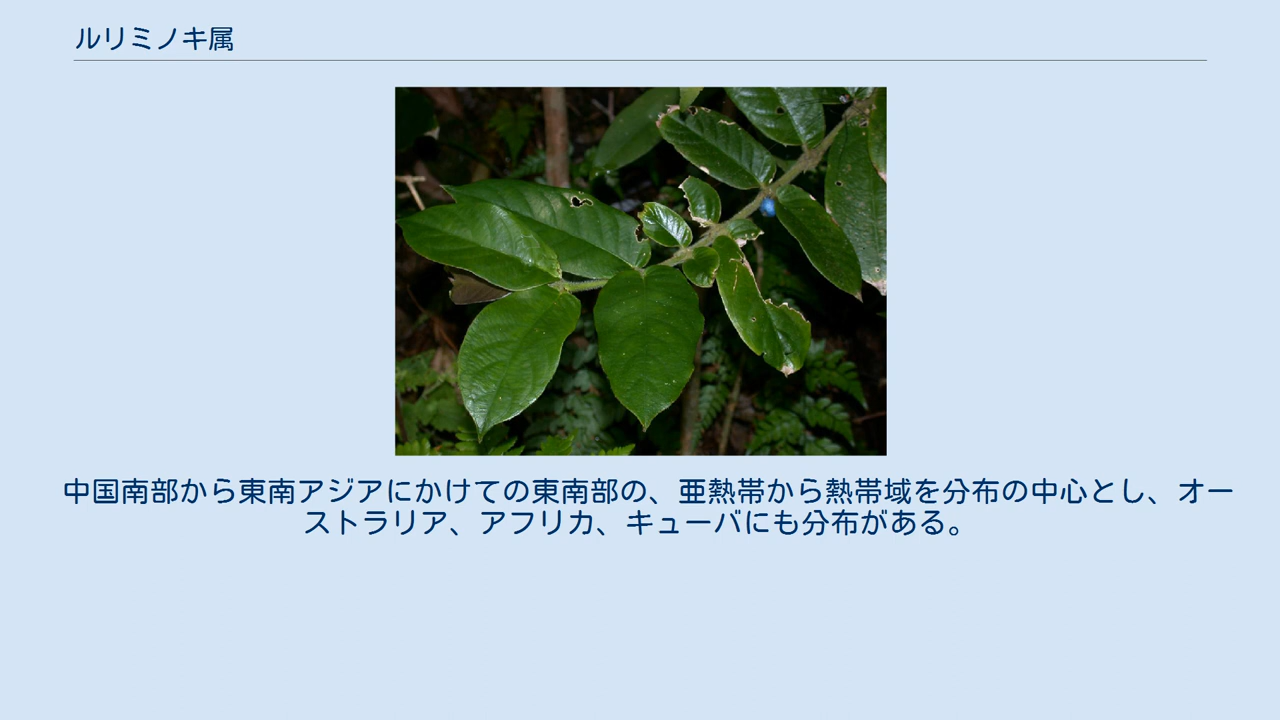 ルリミノキ属
中国南部から東南アジアにかけての東南部の、亜熱帯から熱帯域を分布の中心とし、オー
ストラリア、アフリカ、キューバにも分布がある。